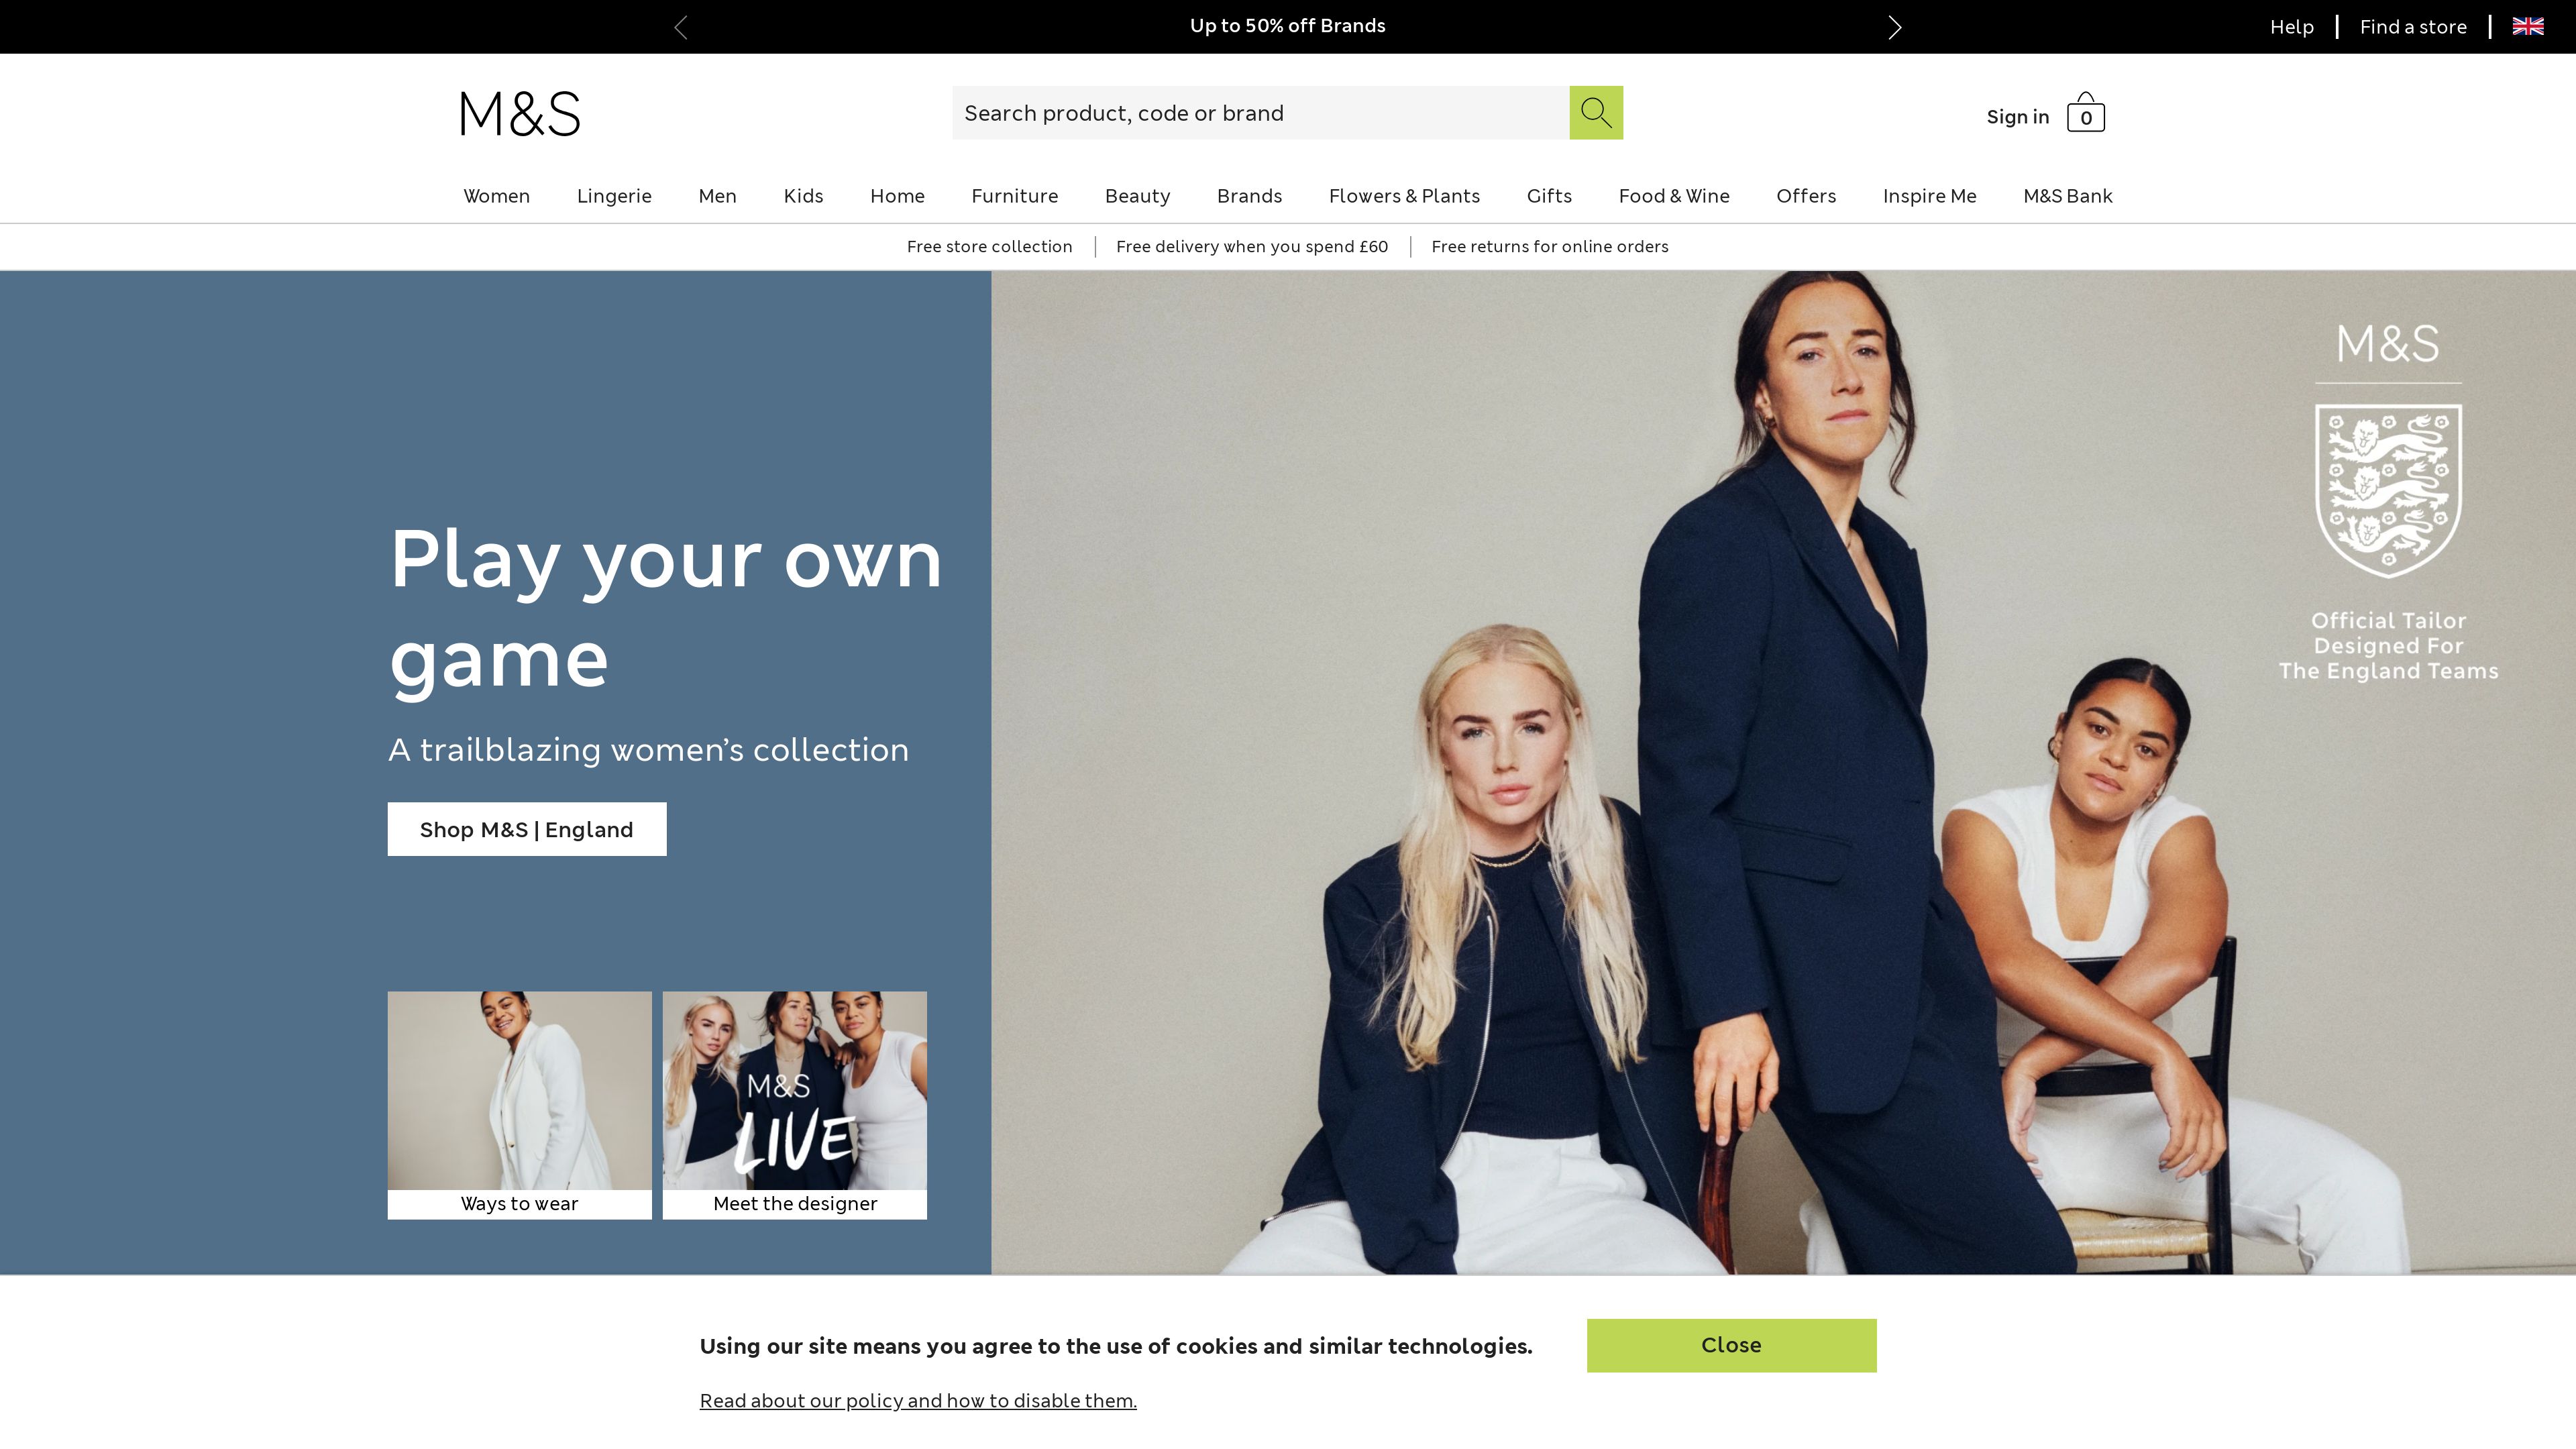 Up to 50% off Brands
Help
Find a store
M&S
Search product, code or brand
Sign in
0
Women
Lingerie
Men
Kids
Home
Furniture
Beauty
Brands
Flowers & Plants
Gifts
Food & Wine
Offers
Inspire Me
M&S Bank
Free store collection
Free delivery when you spend £60
Free returns for online orders
Play your own
game
A trailblazing women’s collection
Shop M&S | England
M&S
LIVE
Ways to wear
Meet the designer
M&S
Official Tailor
Designed For
The England Teams
Using our site means you agree to the use of cookies and similar technologies.
Close
Read about our policy and how to disable them.